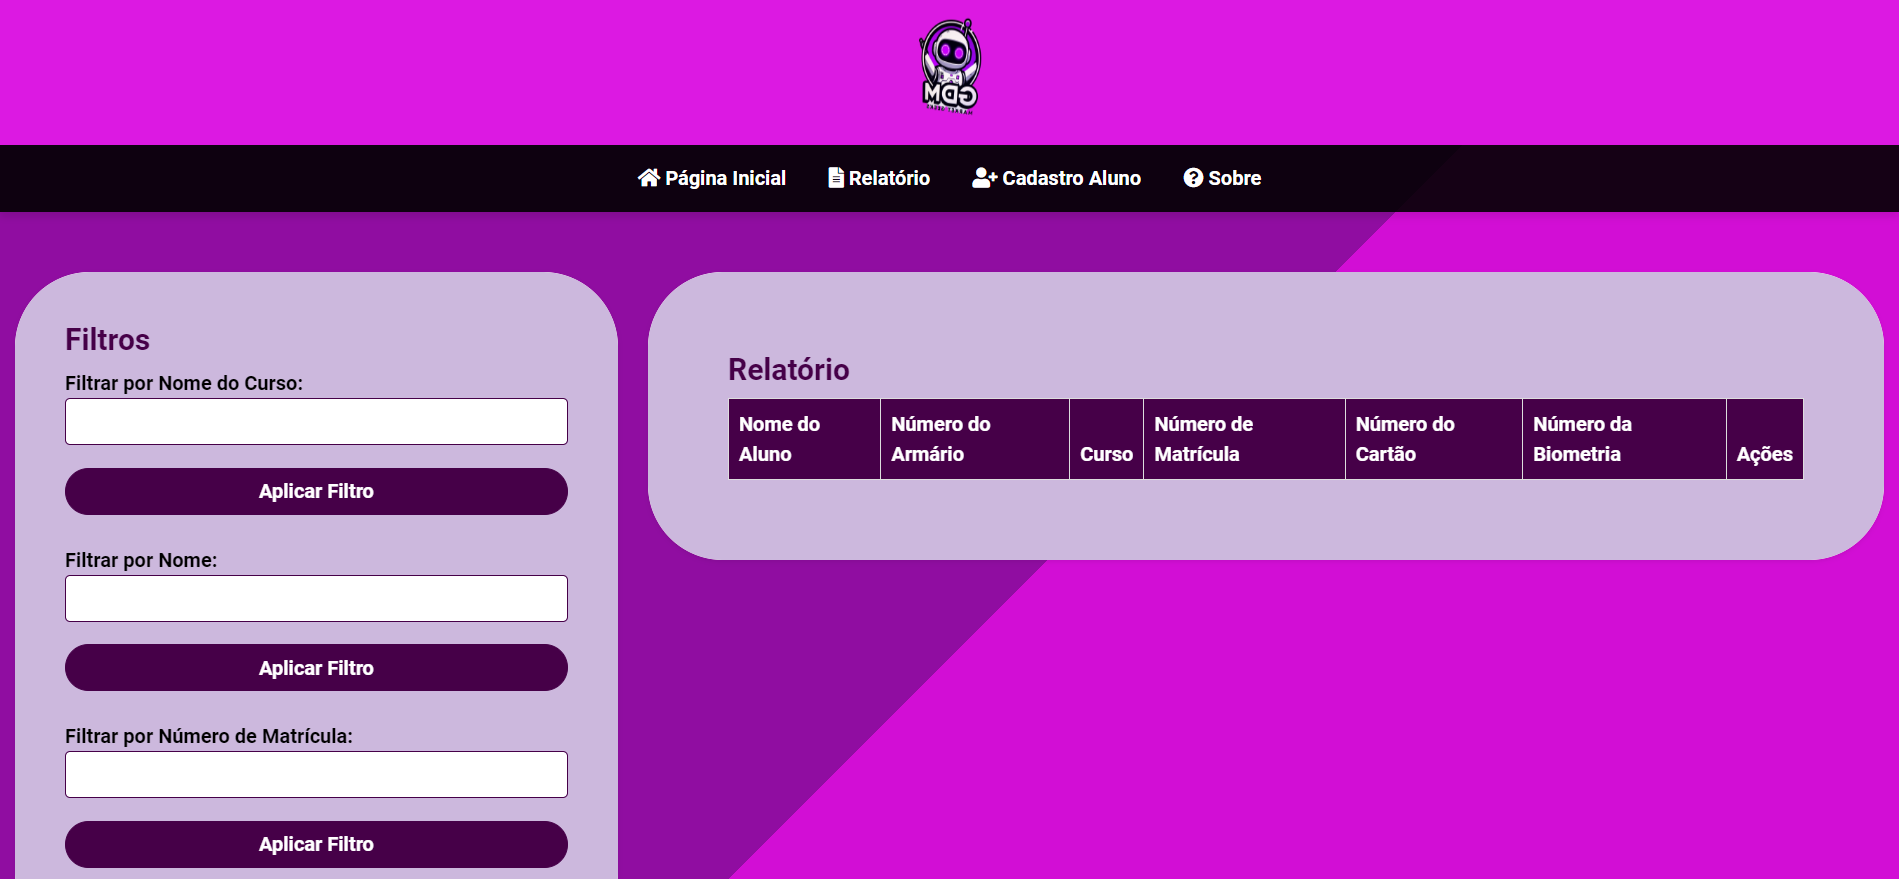 GDM
Página Inicial
Relatório
Cadastro Aluno
Sobre
Filtros
Filtrar por Nome do Curso:
Aplicar Filtro
Filtrar por Nome:
Aplicar Filtro
Filtrar por Número de Matrícula:
Aplicar Filtro
Relatório
Nome do
Aluno
Número do
Armário
Curso
Número de
Matrícula
Número do
Cartão
Número da
Biometria
Ações